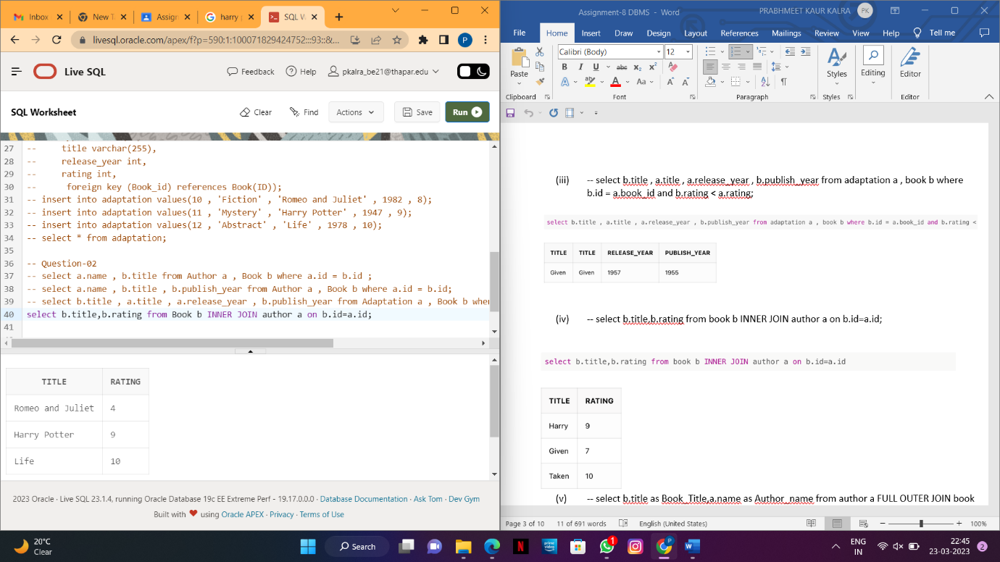 Inbox
New T
Assign
harry p
SQL W
livesql.oracle.com/apex/f?p=590:1:100071829424752:::93::&...
P
Live SQL
Feedback
Help
pkalra_be21@thapar.edu
SQL Worksheet
Clear
Find
Actions
Save
Run
27 -- title varchar(255),
28 -- release_year int,
29 -- rating int,
30 -- foreign key (Book_id) references Book(ID));
31 -- insert into adaptation values(10 , 'Fiction' , 'Romeo and Juliet' , 1982 , 8);
32 -- insert into adaptation values(11 , 'Mystery' , 'Harry Potter' , 1947 , 9);
33 -- insert into adaptation values(12 , 'Abstract' , 'Life' , 1978 , 10);
34 -- select * from adaptation;
35
36 -- Question-02
37 -- select a.name , b.title from Author a , Book b where a.id = b.id ;
38 -- select a.name , b.title , b.publish_year from Author a , Book b where a.id = b.id;
39 -- select b.title , a.title , a.release_year , b.publish_year from Adaptation a , Book b wher
40 select b.title,b.rating from Book b INNER JOIN author a on b.id=a.id;
41
TITLE RATING
Romeo and Juliet 4
Harry Potter 9
Life 10
2023 Oracle · Live SQL 23.1.4, running Oracle Database 19c EE Extreme Perf - 19.17.0.0.0 · Database Documentation · Ask Tom · Dev Gym
Built with ❤ using Oracle APEX · Privacy · Terms of Use
Assignment-8 DBMS - Word
PRABHMEET KAUR KALRA
PK
File Home Insert Draw Design Layout References Mailings Review View Help Tell me
Paste
Calibri (Body) 12
B I U abc x₂ x²
A A Aa A A
Styles
Editing
Editor
Clipboard Font Paragraph Styles Editor
(iii) -- select b.title , a.title , a.release_year , b.publish_year from adaptation a , book b where
b.id = a.book_id and b.rating < a.rating;
select b.title , a.title , a.release_year , b.publish_year from adaptation a , book b where b.id = a.book_id and b.rating <
TITLE TITLE RELEASE_YEAR PUBLISH_YEAR
Given Given 1957 1955
(iv) -- select b.title,b.rating from book b INNER JOIN author a on b.id=a.id;
select b.title,b.rating from book b INNER JOIN author a on b.id=a.id
TITLE RATING
Harry 9
Given 7
Taken 10
(v) -- select b.title as Book_Title,a.name as Author_name from author a FULL OUTER JOIN book
Page 3 of 10 11 of 691 words English (United States) 100%
20°C
Clear
Search
1
ENG
IN
22:45
23-03-2023
2